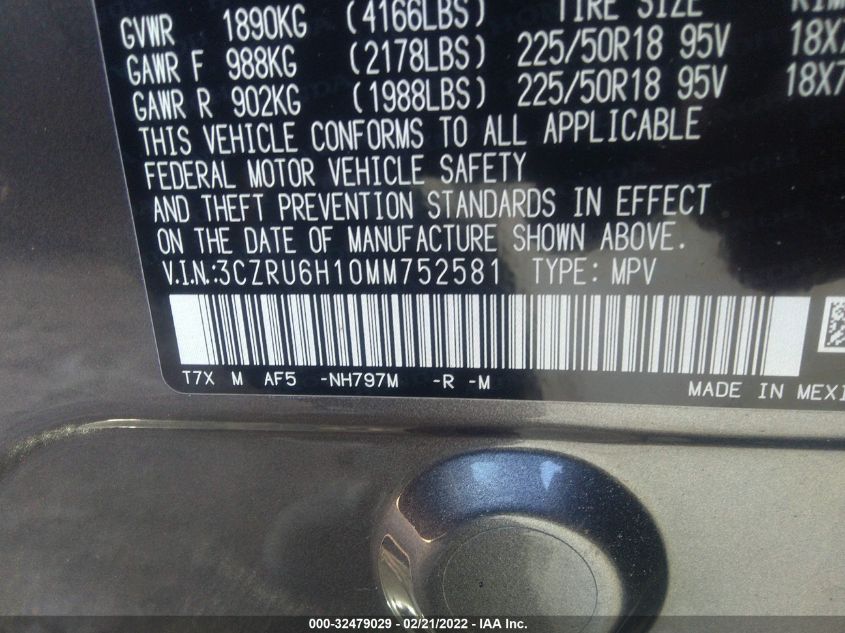 GVWR 1890KG (4166LBS) TIRE SIZE
GAWR F 988KG (2178LBS) 225/50R18 95V
GAWR R 902KG (1988LBS) 225/50R18 95V
THIS VEHICLE CONFORMS TO ALL APPLICABLE
FEDERAL MOTOR VEHICLE SAFETY
AND THEFT PREVENTION STANDARDS IN EFFECT
ON THE DATE OF MANUFACTURE SHOWN ABOVE.
V.I.N.:3CZRU6H10MM752581 TYPE: MPV
T7X M AF5 -NH797M -R -M
MADE IN MEXI
000-32479029 - 02/21/2022 - IAA Inc.